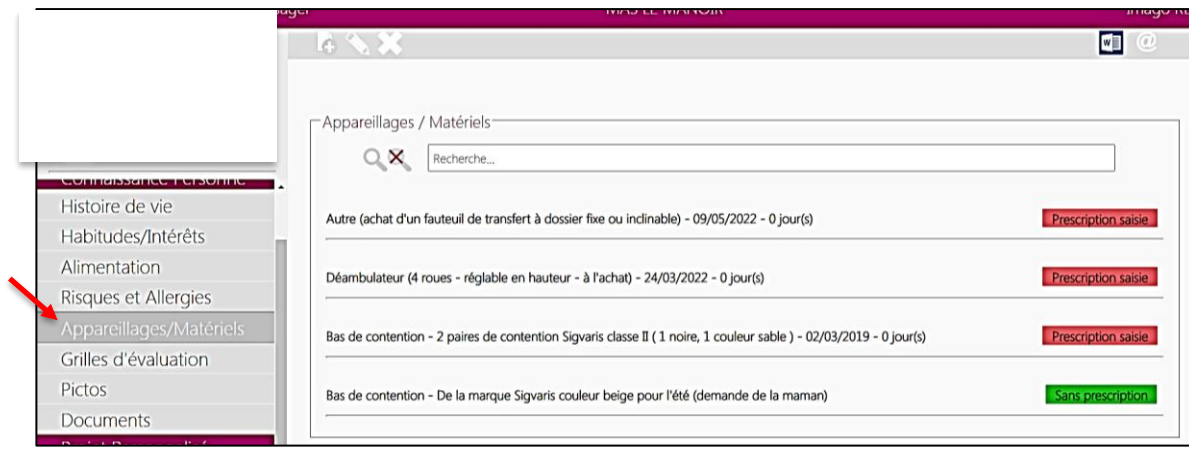 MAS LE MANOIR
Appareillages / Matériels
Recherche...
Connaissance Personne
Histoire de vie
Habitudes/Intérêts
Alimentation
Risques et Allergies
Appareillages/Matériels
Grilles d'évaluation
Pictos
Documents
Autre (achat d'un fauteuil de transfert à dossier fixe ou inclinable) - 09/05/2022 - 0 jour(s) Prescription saisie
Déambulateur (4 roues - réglable en hauteur - à l'achat) - 24/03/2022 - 0 jour(s) Prescription saisie
Bas de contention - 2 paires de contention Sigvaris classe II ( 1 noire, 1 couleur sable ) - 02/03/2019 - 0 jour(s) Prescription saisie
Bas de contention - De la marque Sigvaris couleur beige pour l'été (demande de la maman) Sans prescription